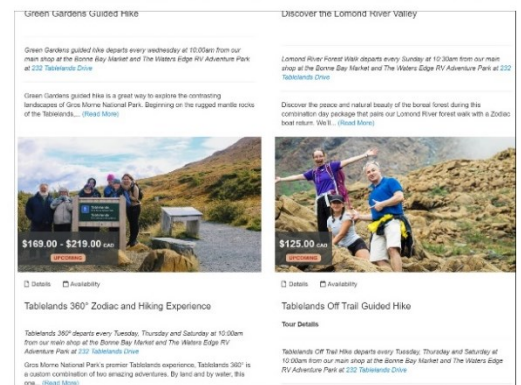 Green Gardens Guided Hike
Green Gardens guided hike departs every wednesday at 10:00am from our
main shop at the Bonne Bay Market and The Waters Edge RV Adventure Park
at 232 Tablelands Drive
Green Gardens guided hike is a great way to explore the contrasting
landscapes of Gros Morne National Park. Beginning on the rugged mantle rocks
of the Tablelands,... (Read More)
Discover the Lomond River Valley
Lomond River Forest Walk departs every Sunday at 10:30am from our main
shop at the Bonne Bay Market and The Waters Edge RV Adventure Park at 232
Tablelands Drive
Discover the peace and natural beauty of the boreal forest during this
combination day package that pairs our Lomond River forest walk with a Zodiac
boat return. We'll... (Read More)
$169.00 - $219.00 CAD
UPCOMING
Details Availability
Tablelands 360° Zodiac and Hiking Experience
Tablelands 360º departs every Tuesday, Thursday and Saturday at 10:00am
from our main shop at the Bonne Bay Market and The Waters Edge RV
Adventure Park at 232 Tablelands Drive
Gros Morne National Park's premier Tablelands experience, Tablelands 360° is
a custom combination of two amazing adventures. By land and by water, this
one... (Read More)
$125.00 CAD
UPCOMING
Details Availability
Tablelands Off Trail Guided Hike
Tour Details
Tablelands Off Trail Hike departs every Tuesday, Thursday and Saturday at
10:00am from our main shop at the Bonne Bay Market and The Waters Edge RV
Adventure Park at 232 Tablelands Drive